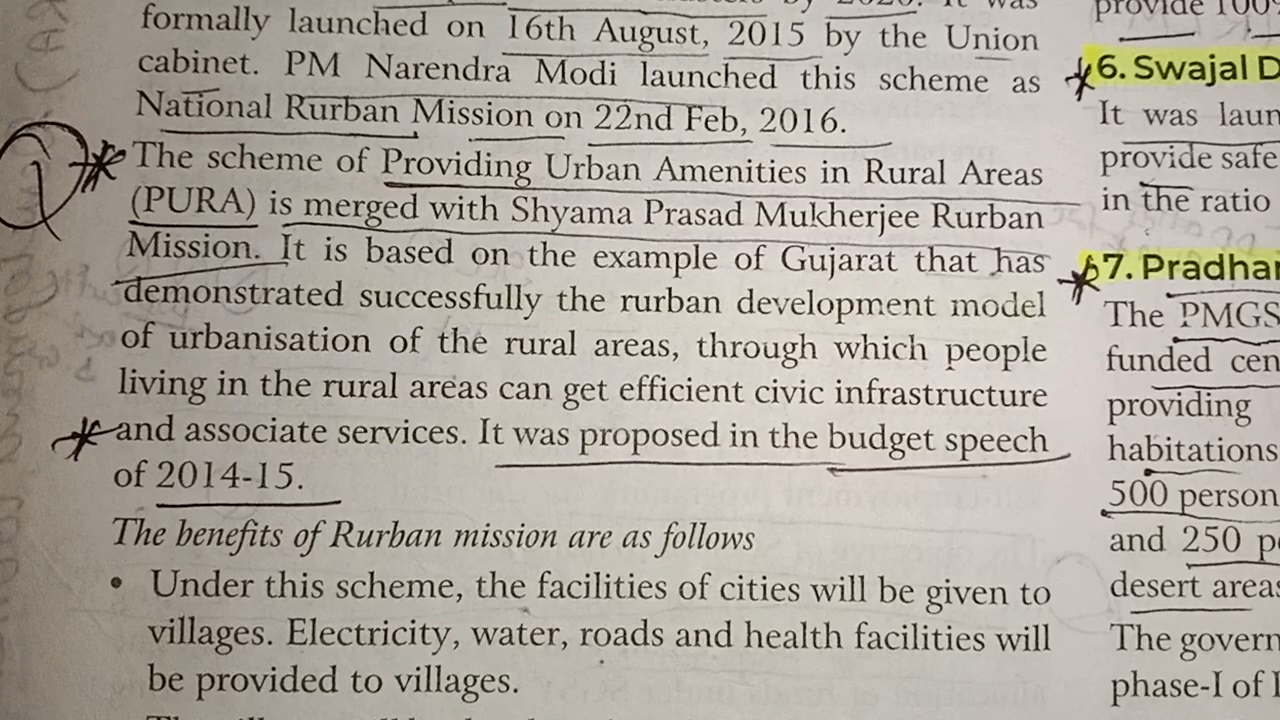 formally launched on 16th August, 2015 by the Union
cabinet. PM Narendra Modi launched this scheme as
National Rurban Mission on 22nd Feb, 2016.
The scheme of Providing Urban Amenities in Rural Areas
(PURA) is merged with Shyama Prasad Mukherjee Rurban
Mission. It is based on the example of Gujarat that has
demonstrated successfully the rurban development model
of urbanisation of the rural areas, through which people
living in the rural areas can get efficient civic infrastructure
and associate services. It was proposed in the budget speech
of 2014-15.
The benefits of Rurban mission are as follows
• Under this scheme, the facilities of cities will be given to
villages. Electricity, water, roads and health facilities will
be provided to villages.
provide 100%
6. Swajal D
It was laun
provide safe
in the ratio
7. Pradhan
The PMGS
funded cen
providing
habitations
500 person
and 250 p
desert areas
The govern
phase-I of